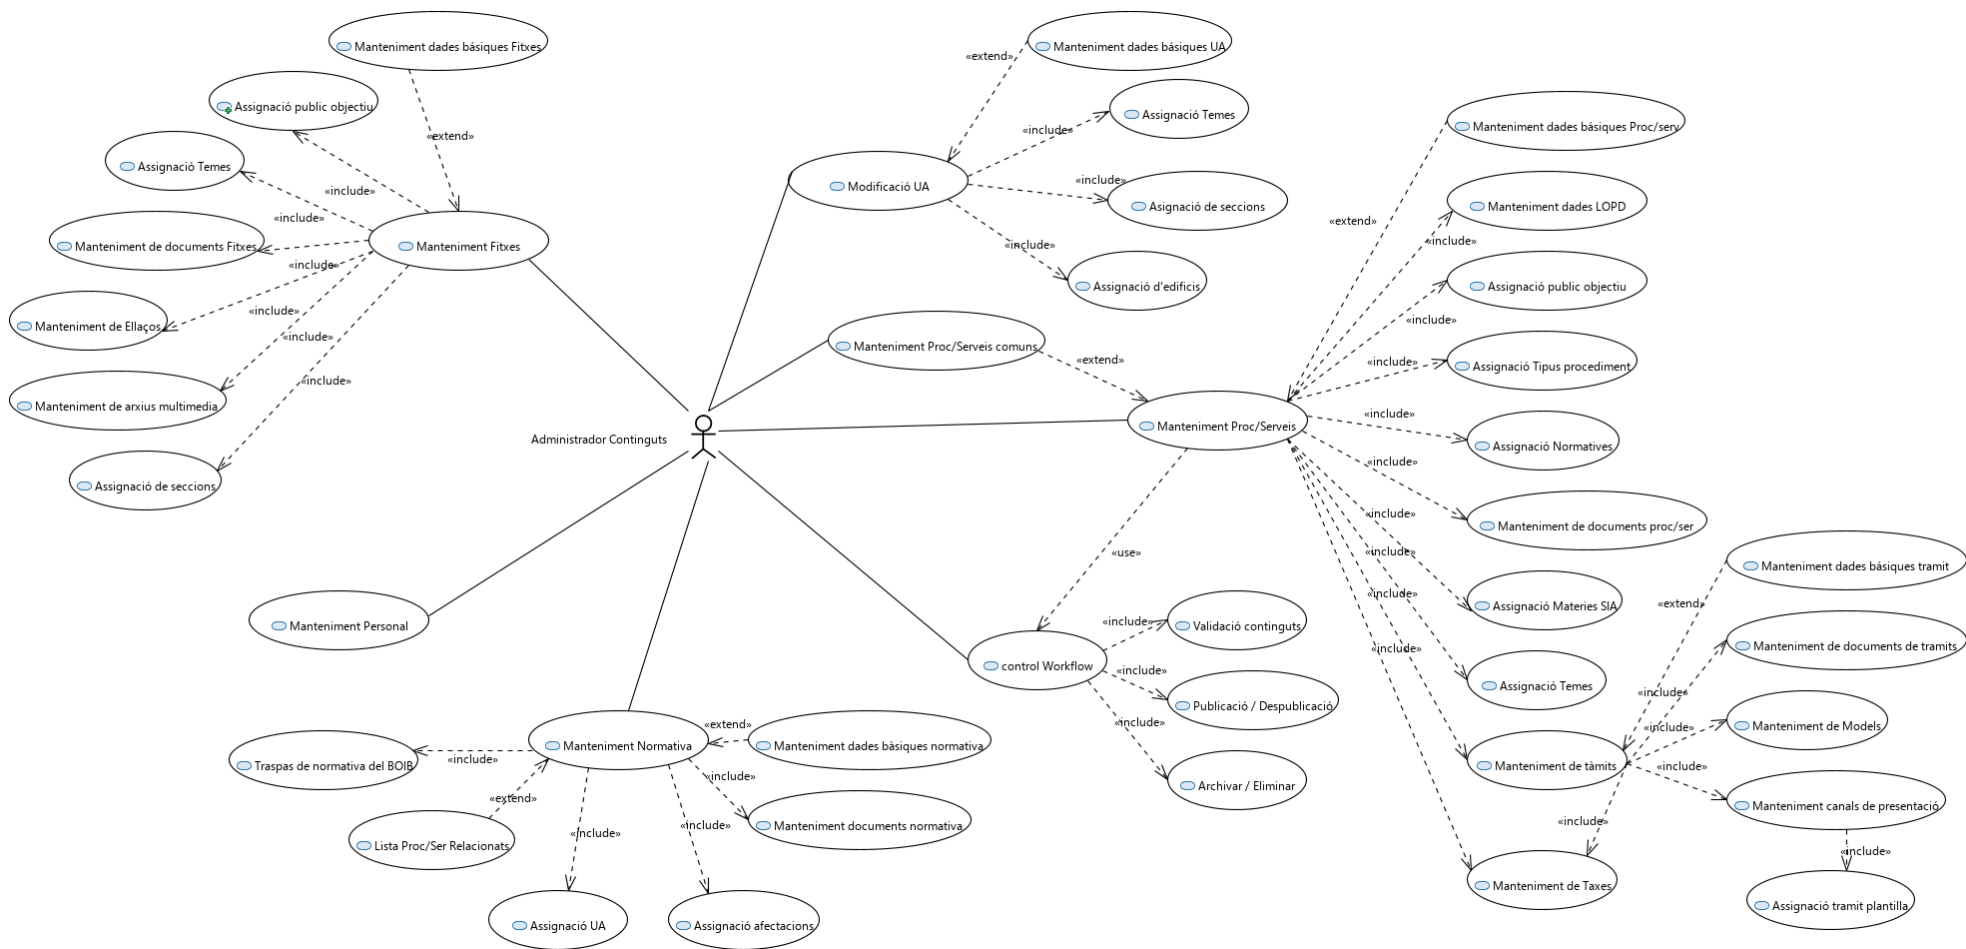 Manteniment dades básiques Fitxes
Assignació public objectiu
«extend»
Assignació Temes
«include»
«include»
Manteniment de documents Fitxes
Manteniment Fitxes
«include»
Manteniment de Ellaços
«include»
«include»
Manteniment de arxius multimedia
«include»
Assignació de seccions
Manteniment dades básiques UA
«extend»
Assignació Temes
«include»
Modificació UA
«include»
Asignació de seccions
«include»
Assignació d'edificis
Manteniment Proc/Serveis comuns
«extend»
Administrador Continguts
Manteniment Proc/Serveis
Manteniment dades básiques Proc/serv
«extend»
Manteniment dades LOPD
«include»
Assignació public objectiu
«include»
Assignació Tipus procediment
«include»
Assignació Normatives
«include»
Manteniment de documents proc/ser
«include»
Assignació Materies SIA
«include»
Assignació Temes
«include»
Manteniment de tàmits
«include»
Manteniment de Taxes
«include»
Manteniment dades básiques tramit
«extend»
Manteniment de documents de tramits
«include»
Manteniment de Models
«include»
Manteniment canals de presentació
«include»
«include»
«include»
Assignació tramit plantilla
«use»
control Workflow
«include»
Validació continguts
«include»
Publicació / Despublicació
«include»
Archivar / Eliminar
Manteniment Personal
Manteniment Normativa
«extend»
Manteniment dades bàsiques normativa
Traspas de normativa del BOIB
«include»
«include»
«extend»
Manteniment documents normativa
Lista Proc/Ser Relacionats
«include»
«include»
Assignació UA
Assignació afectacions